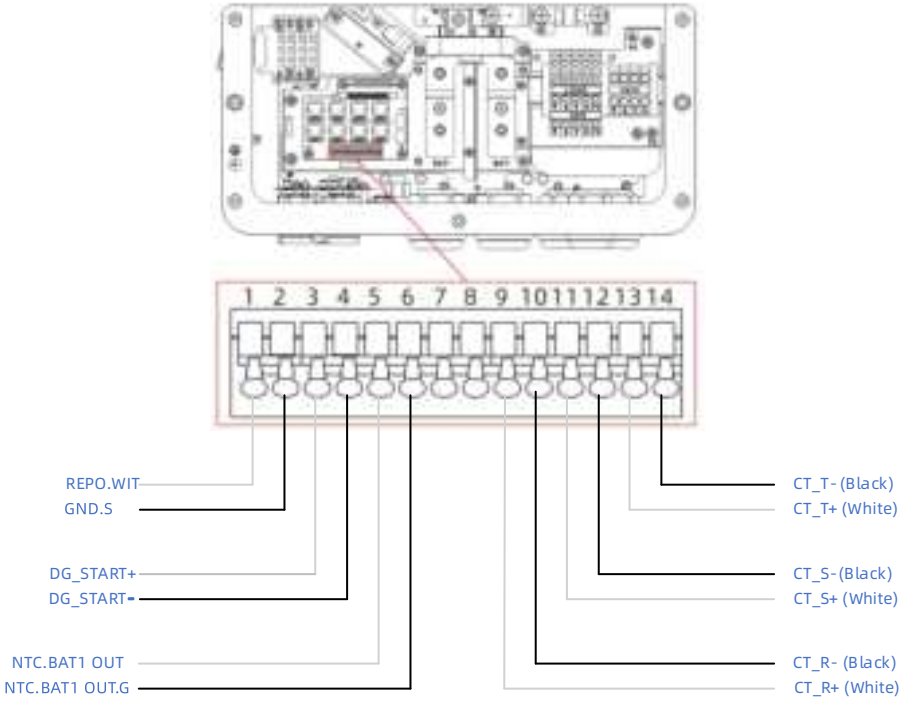 1 2 3 4 5 6 7 8 9 10 11 12 13 14
REPO.WIT
GND.S
DG_START+
DG_START-
NTC.BAT1 OUT
NTC.BAT1 OUT.G
CT_T- (Black)
CT_T+ (White)
CT_S-(Black)
CT_S+ (White)
CT_R- (Black)
CT_R+ (White)